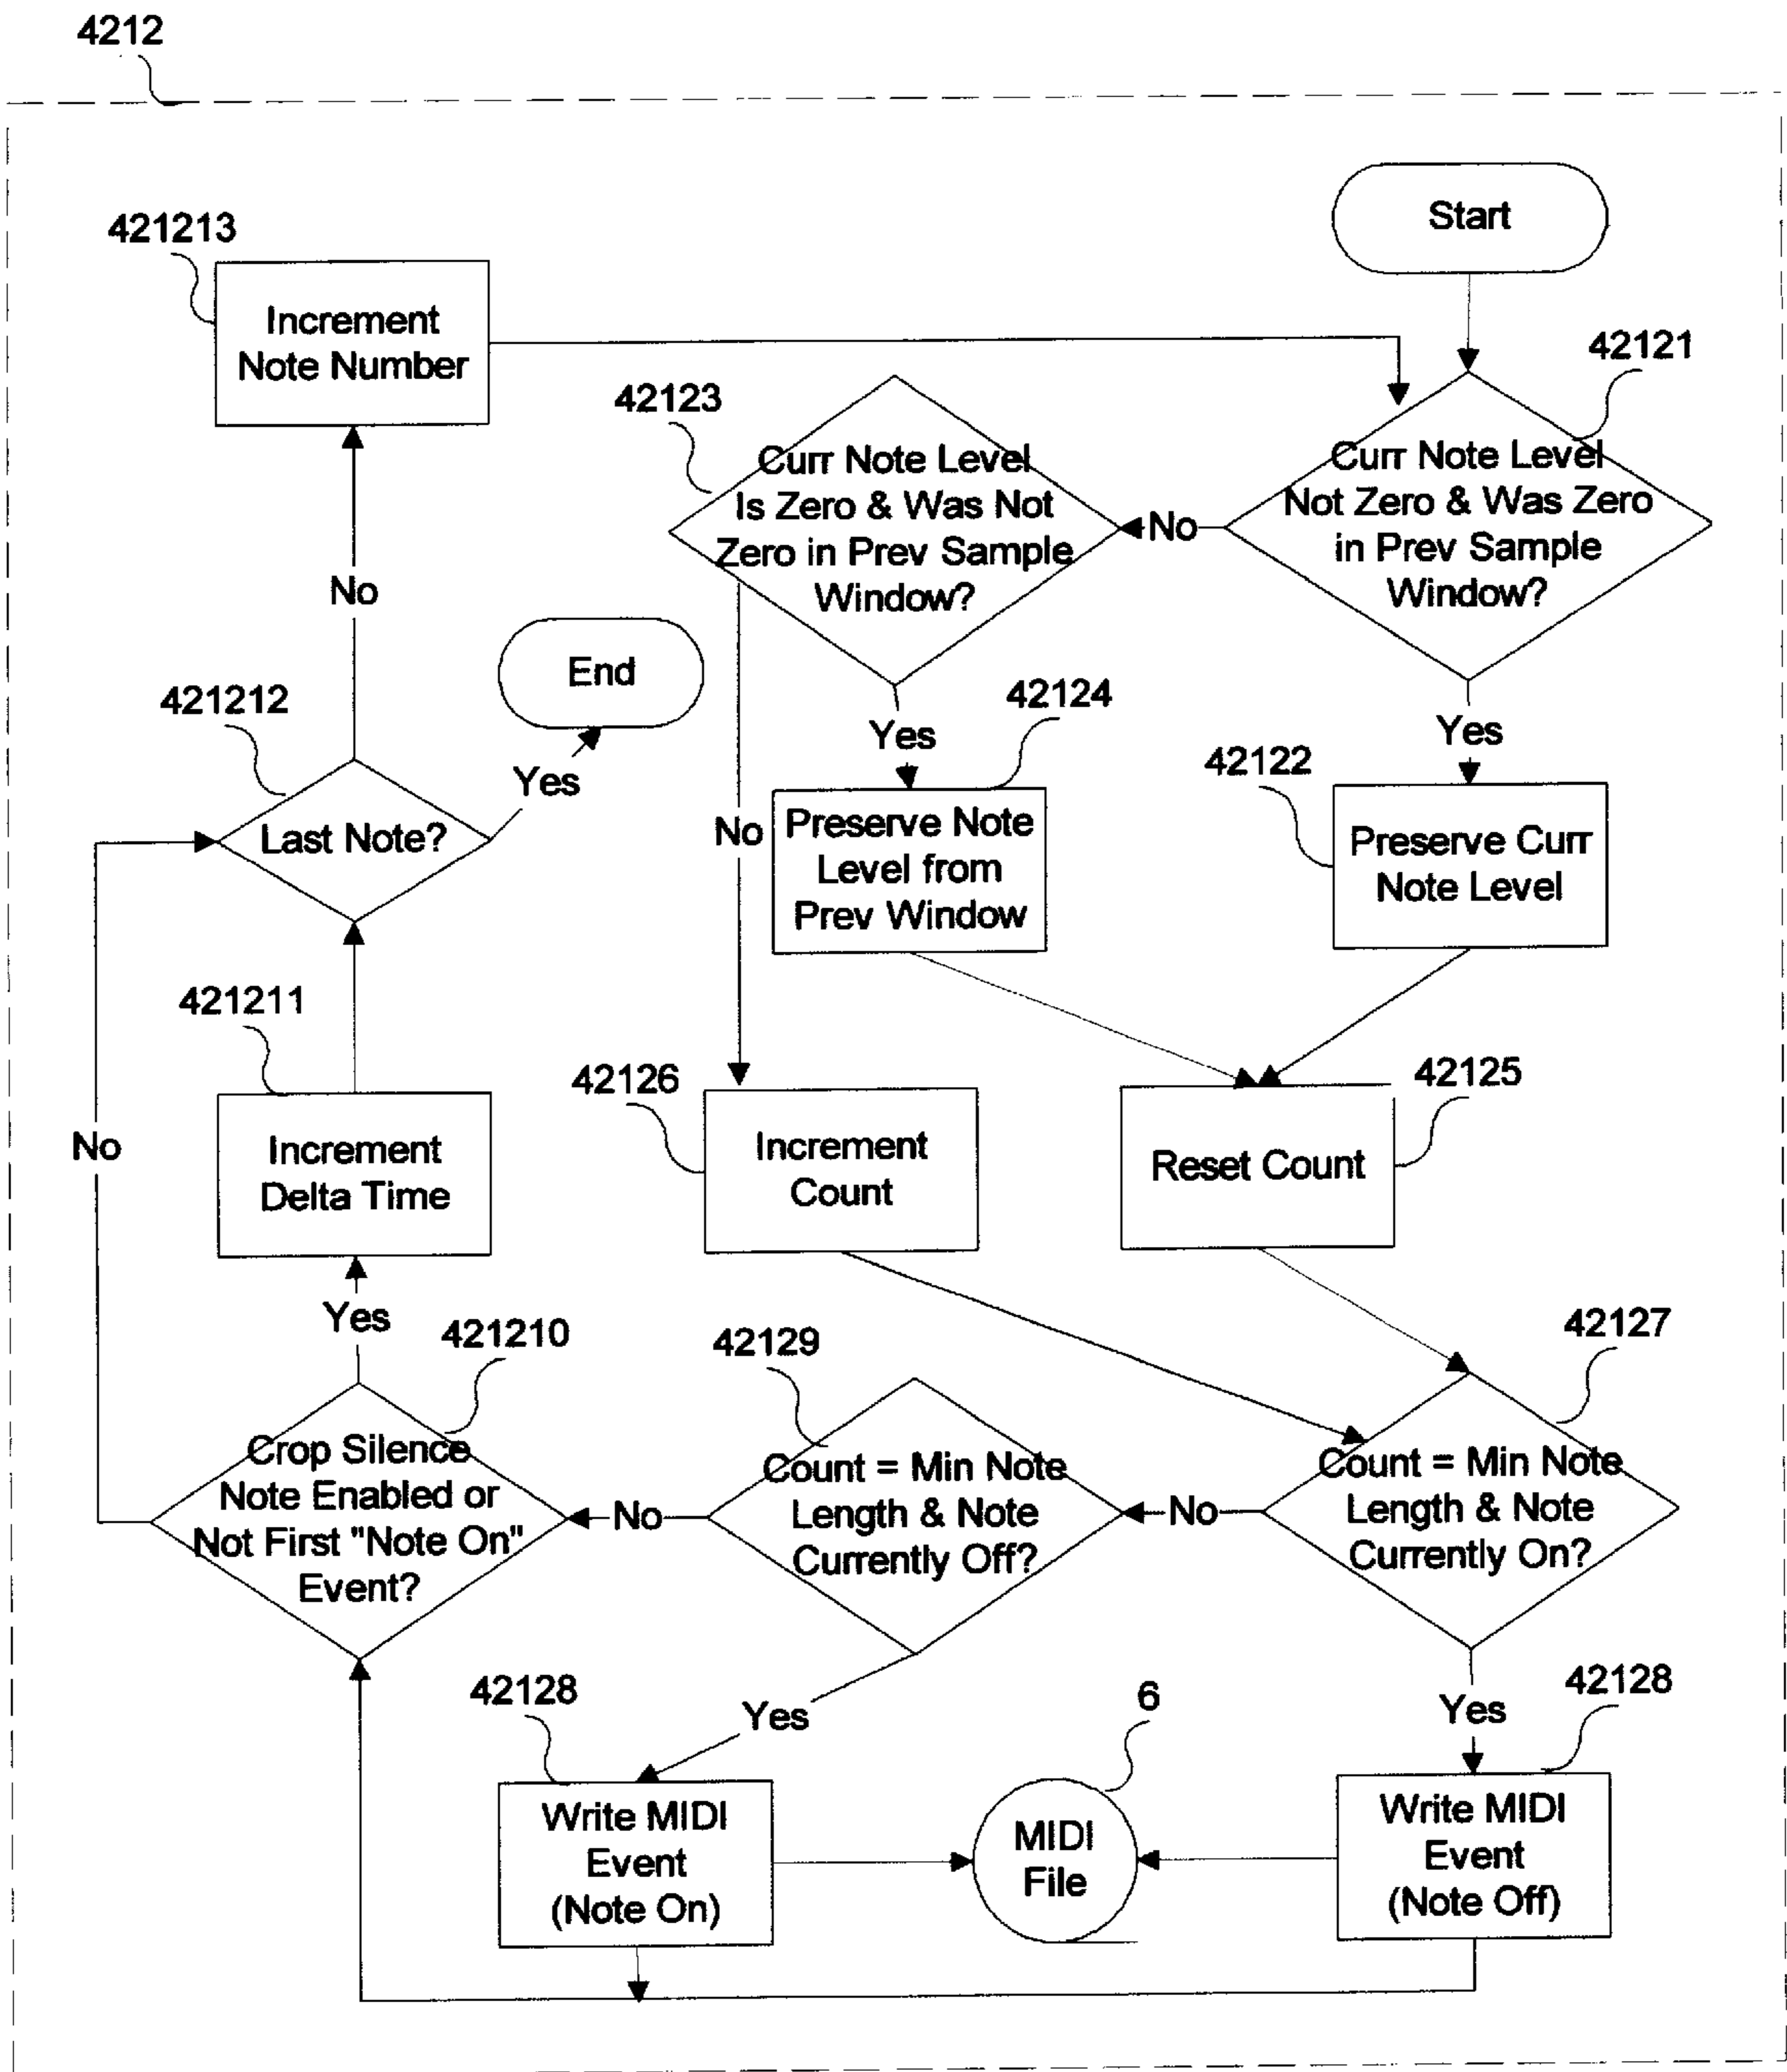 4212
421213
Start
Increment
Note Number
42121
42123
Curr Note Level
Is Zero & Was Not
Zero in Prev Sample
Window?
No
Curr Note Level
Not Zero & Was Zero
in Prev Sample
Window?
No
End
421212
42124
Yes
Yes
42122
Yes
Last Note?
No
Preserve Note
Level from
Prev Window
Preserve Curr
Note Level
421211
42126
42125
No
Increment
Delta Time
Increment
Count
Reset Count
Yes
421210
42129
42127
Crop Silence
Note Enabled or
Not First "Note On"
Event?
No
Count = Min Note
Length & Note
Currently Off?
No
Count = Min Note
Length & Note
Currently On?
42128
Yes
6
Yes
42128
Write MIDI
Event
(Note On)
MIDI
File
Write MIDI
Event
(Note Off)